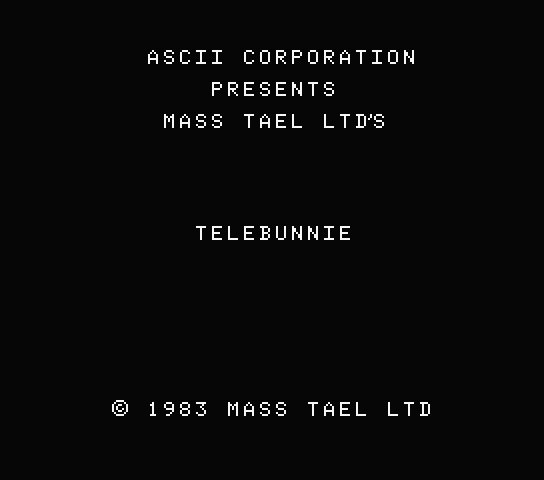 ASCII CORPORATION
PRESENTS
MASS TAEL LTD'S
TELEBUNNIE
© 1983 MASS TAEL LTD